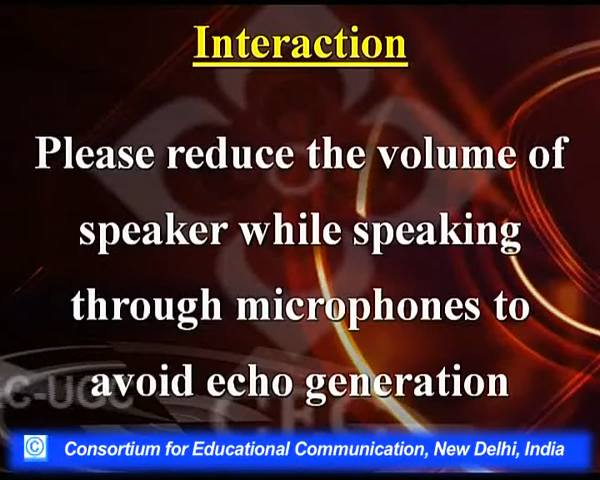 Interaction
Please reduce the volume of
speaker while speaking
through microphones to
avoid echo generation
C-UGC
C.E.C.
© Consortium for Educational Communication, New Delhi, India